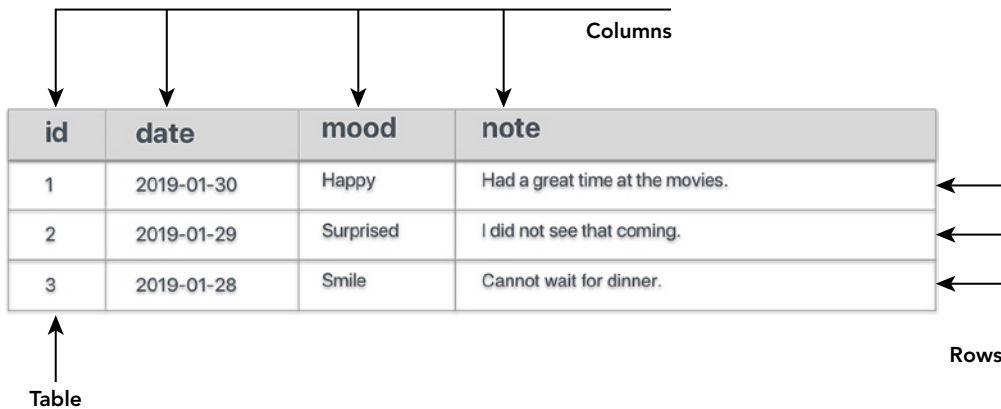 Columns
id date mood note
1 2019-01-30 Happy Had a great time at the movies.
2 2019-01-29 Surprised I did not see that coming.
3 2019-01-28 Smile Cannot wait for dinner.
Rows
Table